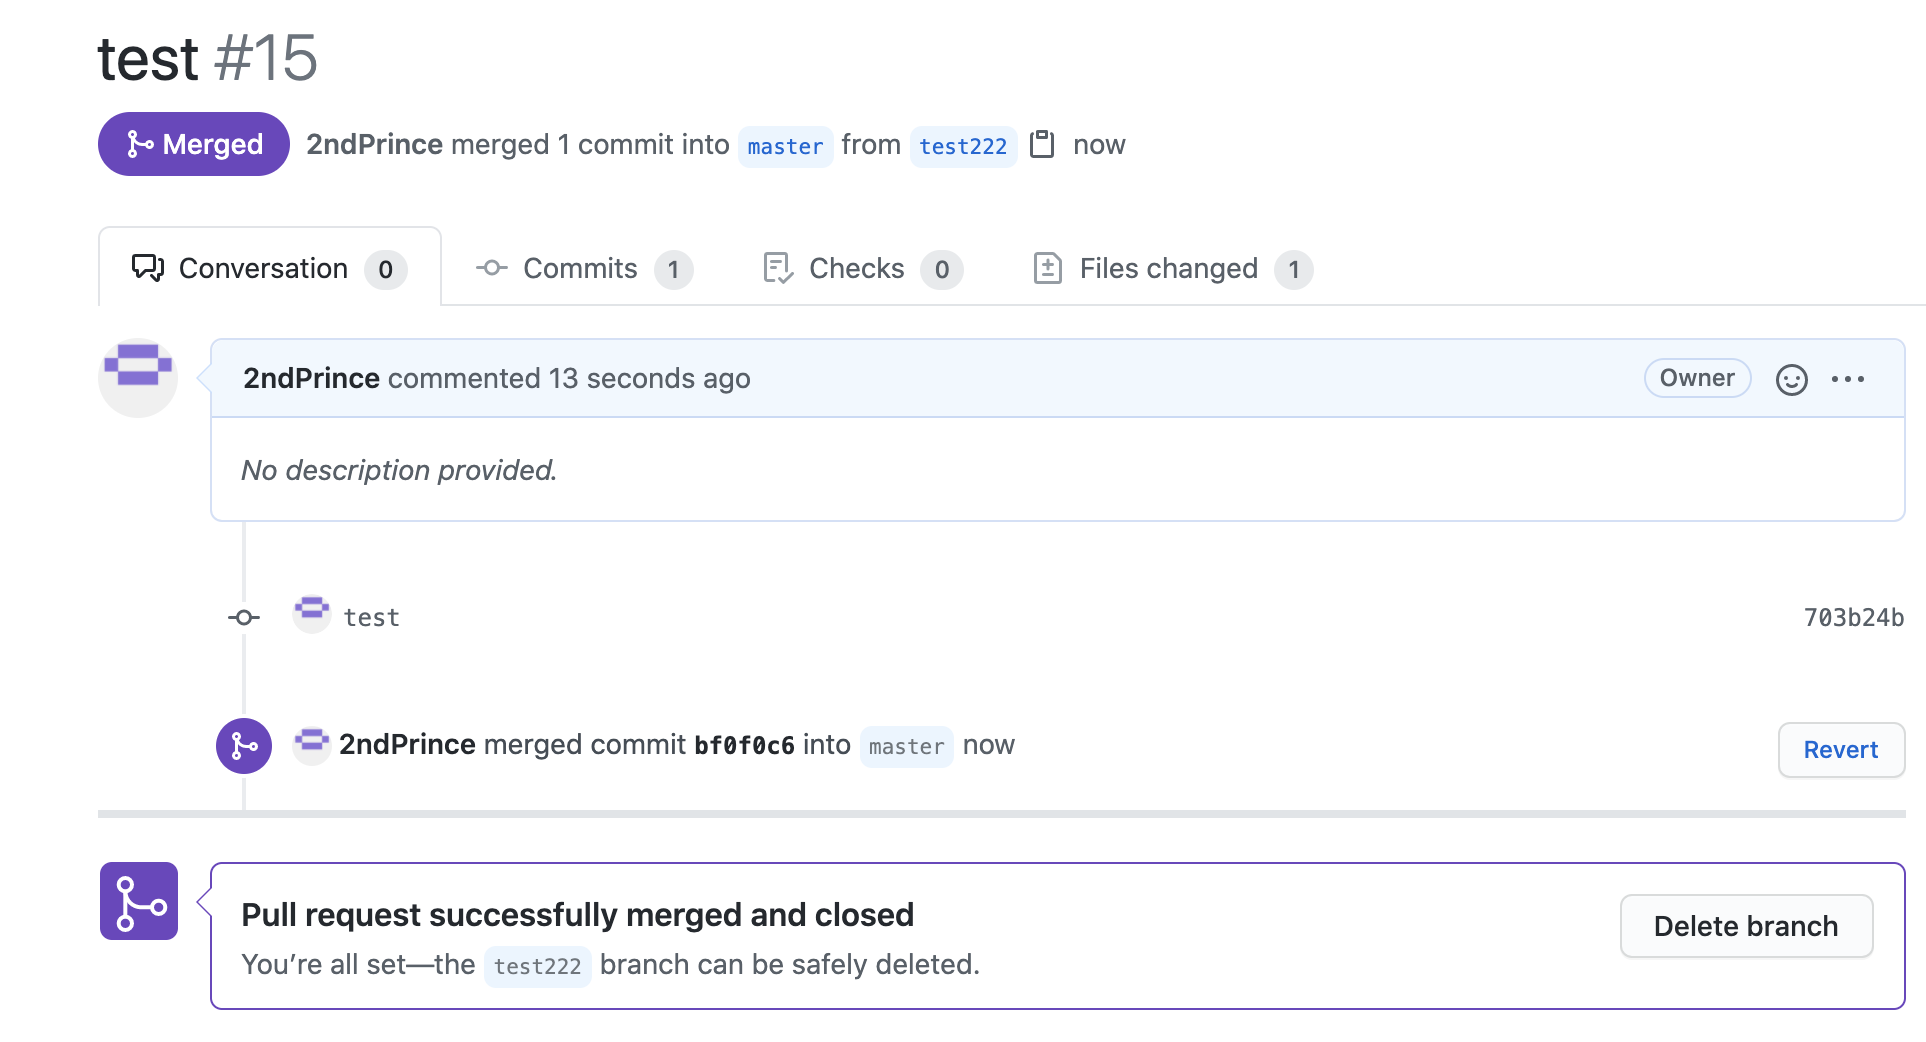 test #15
Merged 2ndPrince merged 1 commit into master from test222 now
Conversation 0 Commits 1 Checks 0 Files changed 1
2ndPrince commented 13 seconds ago Owner
No description provided.
test 703b24b
2ndPrince merged commit bf0f0c6 into master now Revert
Pull request successfully merged and closed
You’re all set—the test222 branch can be safely deleted.
Delete branch